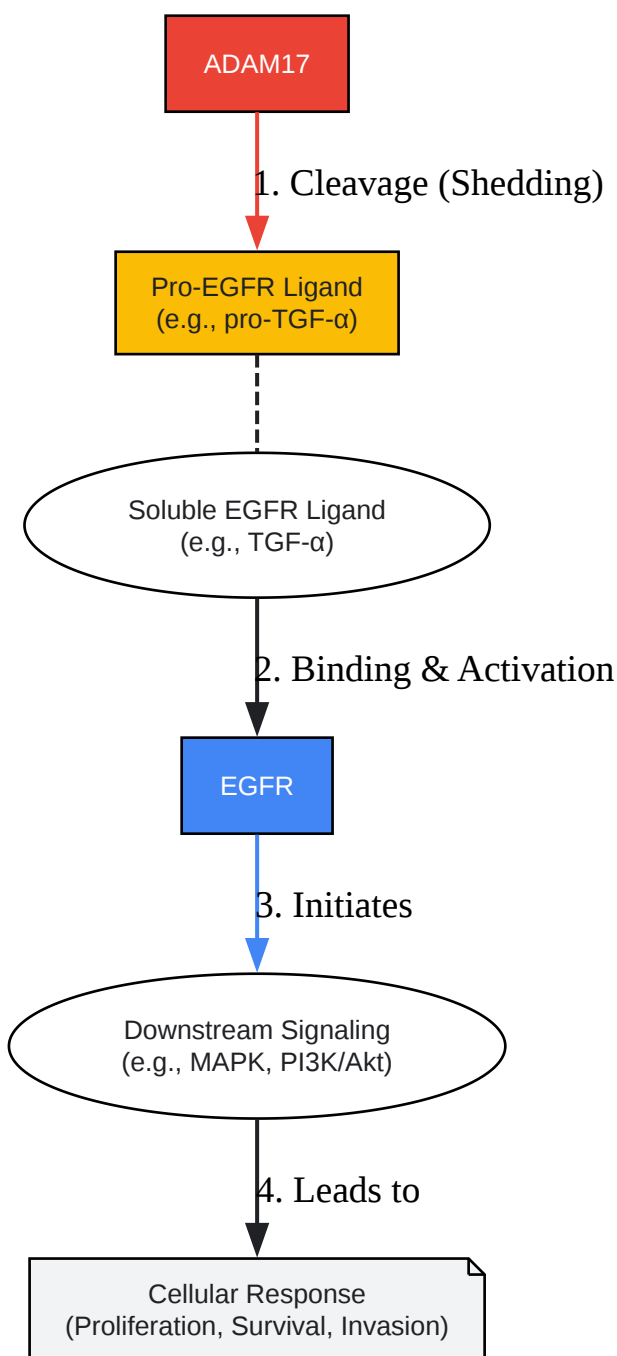 ADAM17
1. Cleavage (Shedding)
Pro-EGFR Ligand
(e.g., pro-TGF-α)
Soluble EGFR Ligand
(e.g., TGF-α)
2. Binding & Activation
EGFR
3. Initiates
Downstream Signaling
(e.g., MAPK, PI3K/Akt)
4. Leads to
Cellular Response
(Proliferation, Survival, Invasion)